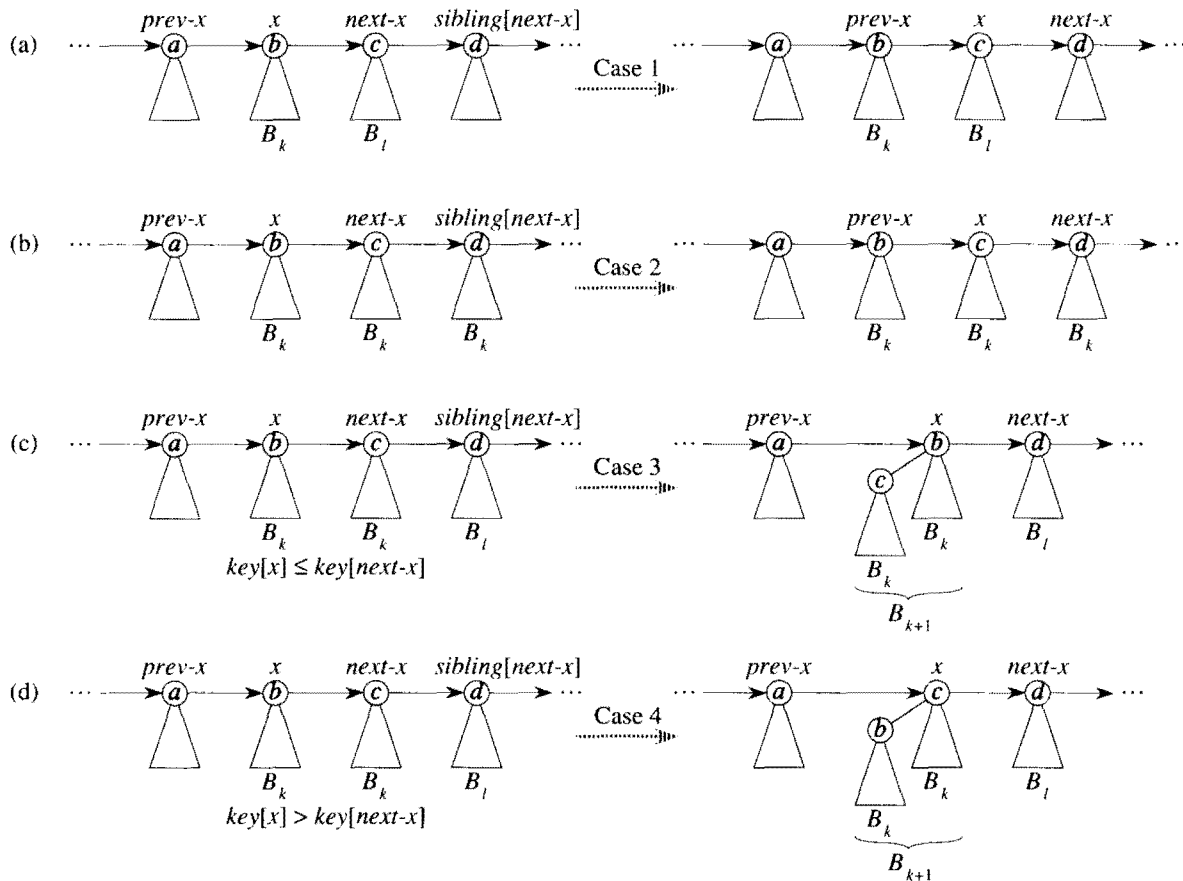 prev-x x next-x sibling[next-x] prev-x x next-x
(a) ··· a b c d ··· Case 1 ··· a b c d ···
B_k B_l B_k B_l
prev-x x next-x sibling[next-x] prev-x x next-x
(b) ··· a b c d ··· Case 2 ··· a b c d ···
B_k B_k B_k B_k B_k B_k
prev-x x next-x sibling[next-x] prev-x x next-x
(c) ··· a b c d ··· Case 3 ··· a b d ···
c
B_k B_k B_l B_k B_l
key[x] ≤ key[next-x] B_k
B_{k+1}
prev-x x next-x sibling[next-x] prev-x x next-x
(d) ··· a b c d ··· Case 4 ··· a c d ···
b
B_k B_k B_l B_k B_l
key[x] > key[next-x] B_k
B_{k+1}